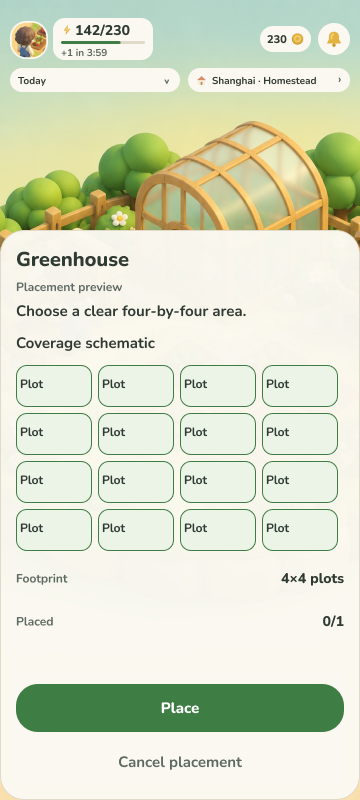 142/230
+1 in 3:59
230
Today
Shanghai · Homestead
Greenhouse
Placement preview
Choose a clear four-by-four area.
Coverage schematic
Plot Plot Plot Plot
Plot Plot Plot Plot
Plot Plot Plot Plot
Plot Plot Plot Plot
Footprint 4×4 plots
Placed 0/1
Place
Cancel placement